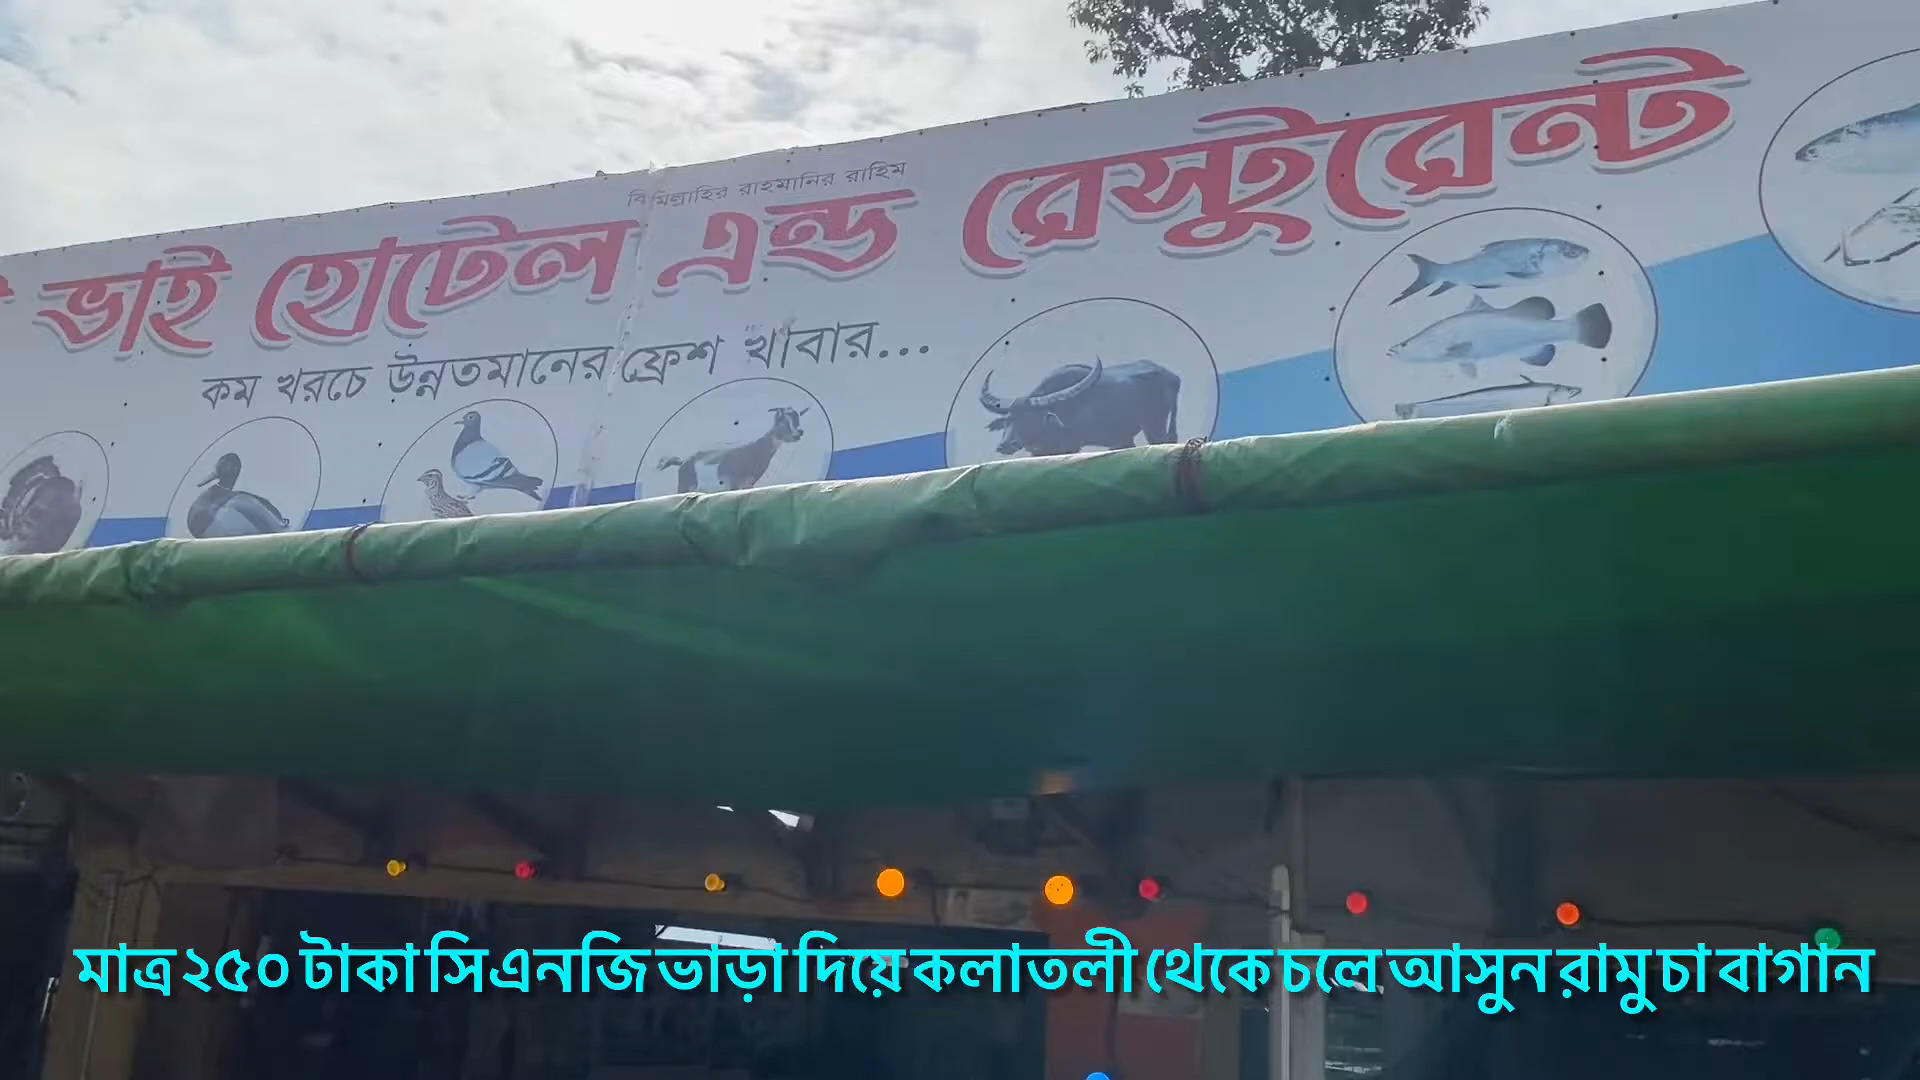 বিসমিল্লাহির রাহমানির রাহিম
ভাই হোটেল এন্ড রেস্টুরেন্ট
কম খরচে উন্নতমানের ফ্রেশ খাবার...
মাত্র ২৫০ টাকা সিএনজি ভাড়া দিয়ে কলাতলী থেকে চলে আসুন রামু চা বাগান